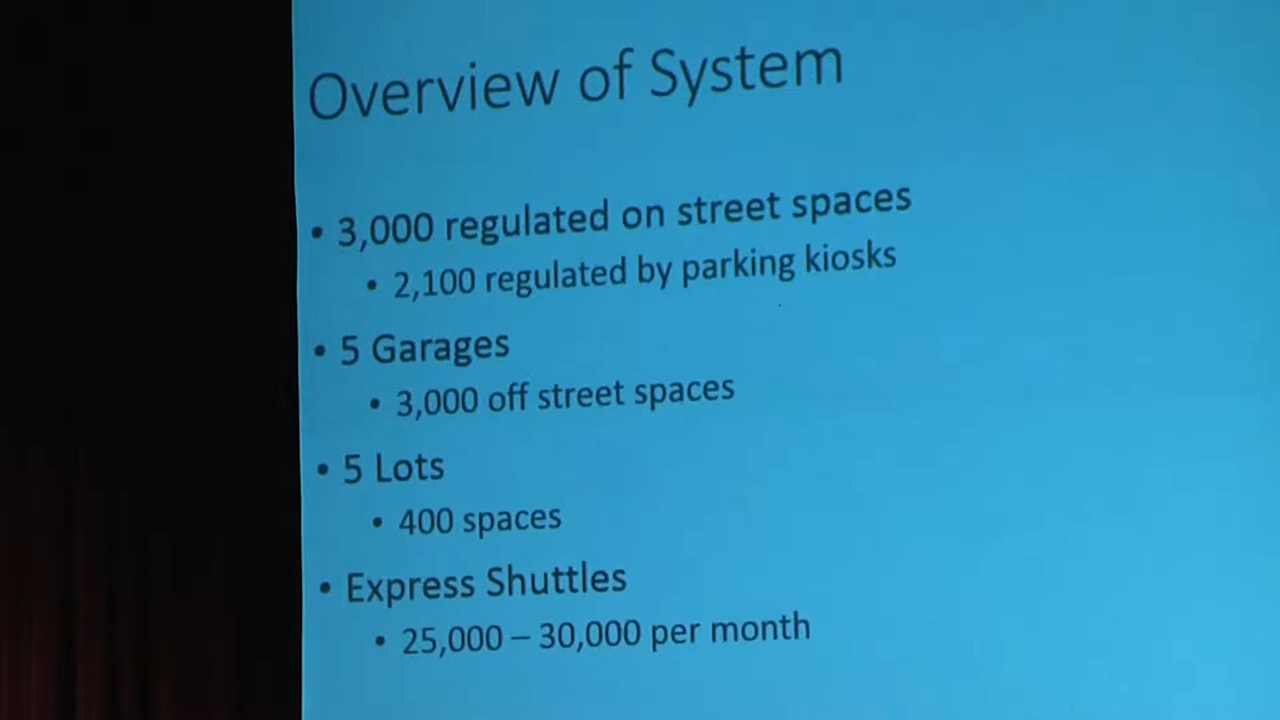 Overview of System
• 3,000 regulated on street spaces
• 2,100 regulated by parking kiosks
• 5 Garages
• 3,000 off street spaces
• 5 Lots
• 400 spaces
• Express Shuttles
• 25,000 – 30,000 per month